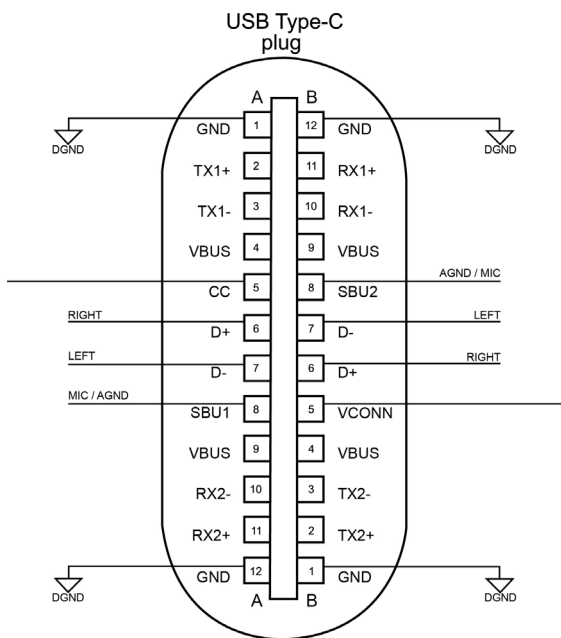 USB Type-C
plug
A B
GND 1 12 GND
DGND DGND
TX1+ 2 11 RX1+
TX1- 3 10 RX1-
VBUS 4 9 VBUS
AGND / MIC
CC 5 8 SBU2
RIGHT LEFT
D+ 6 7 D-
LEFT RIGHT
D- 7 6 D+
MIC / AGND
SBU1 8 5 VCONN
VBUS 9 4 VBUS
RX2- 10 3 TX2-
RX2+ 11 2 TX2+
GND 12 1 GND
DGND DGND
A B